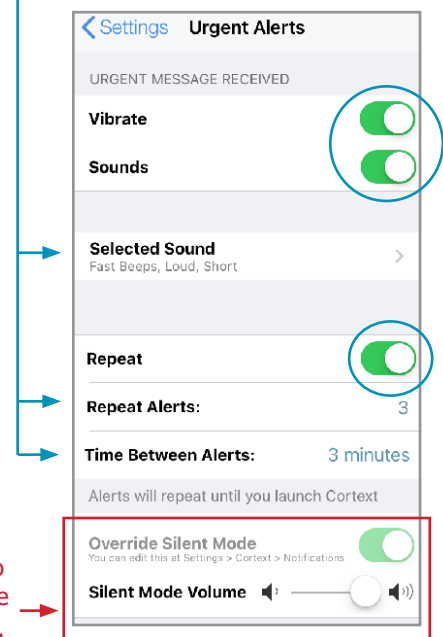 Settings Urgent Alerts
URGENT MESSAGE RECEIVED
Vibrate
Sounds
Selected Sound
Fast Beeps, Loud, Short
Repeat
Repeat Alerts: 3
Time Between Alerts: 3 minutes
Alerts will repeat until you launch Cortext
Override Silent Mode
You can edit this at Settings > Cortext > Notifications
Silent Mode Volume